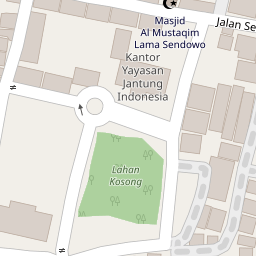 Masjid
Al Mustaqim
Lama Sendowo
Jalan Se
Kantor
Yayasan
Jantung
Indonesia
Lahan
Kosong